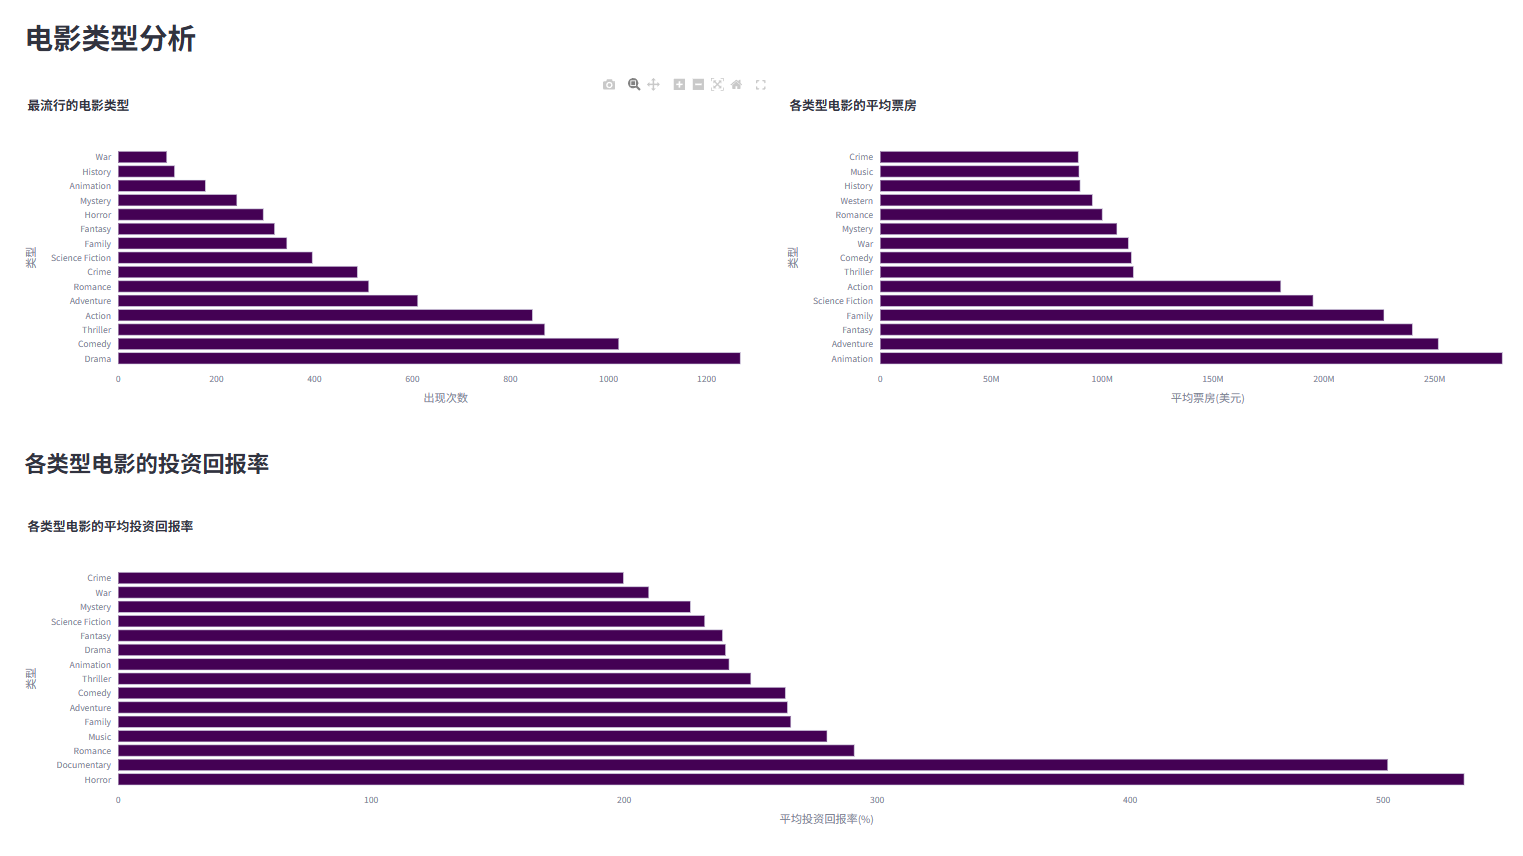 电影类型分析
最流行的电影类型
类型
War
History
Animation
Mystery
Horror
Fantasy
Family
Science Fiction
Crime
Romance
Adventure
Action
Thriller
Comedy
Drama
0 200 400 600 800 1000 1200
出现次数
各类型电影的平均票房
类型
Crime
Music
History
Western
Romance
Mystery
War
Comedy
Thriller
Action
Science Fiction
Family
Fantasy
Adventure
Animation
0 50M 100M 150M 200M 250M
平均票房(美元)
各类型电影的投资回报率
各类型电影的平均投资回报率
类型
Crime
War
Mystery
Science Fiction
Fantasy
Drama
Animation
Thriller
Comedy
Adventure
Family
Music
Romance
Documentary
Horror
0 100 200 300 400 500
平均投资回报率(%)